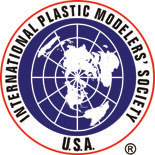 INTERNATIONAL PLASTIC MODELERS' SOCIETY
U.S.A.
®